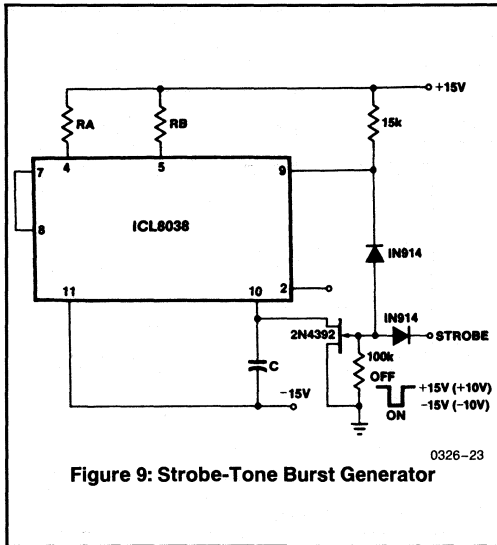 +15V
RA
RB
15k
4
5
7
9
ICL8038
8
IN914
11
10
2
IN914
2N4392
STROBE
100k
C
OFF
-15V
+15V (+10V)
-15V (-10V)
ON
0326-23
Figure 9: Strobe-Tone Burst Generator